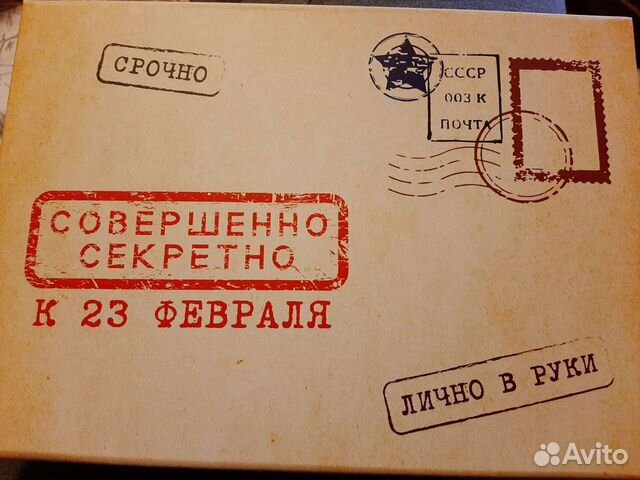 СРОЧНО
СССР
003 К
ПОЧТА
СОВЕРШЕННО
СЕКРЕТНО
К 23 ФЕВРАЛЯ
ЛИЧНО В РУКИ
Avito